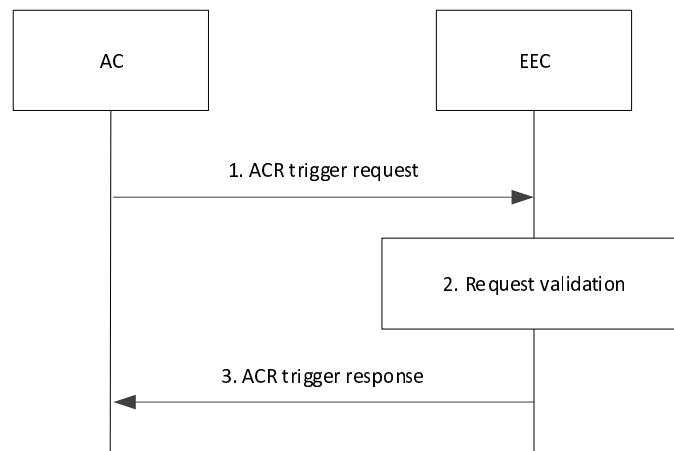 AC
EEC
1. ACR trigger request
2. Request validation
3. ACR trigger response